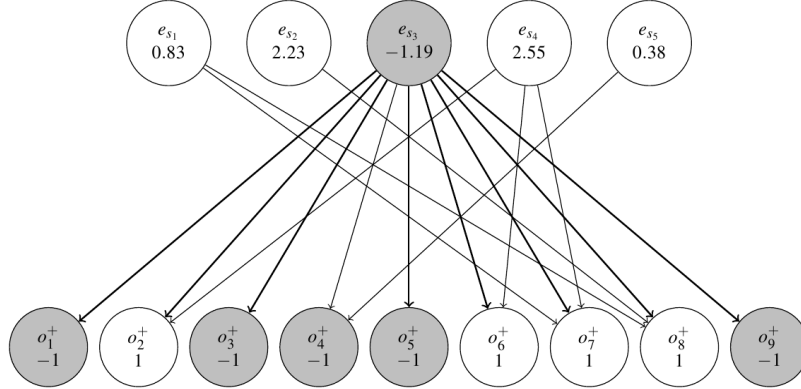 e_{s_1} e_{s_2} e_{s_3} e_{s_4} e_{s_5}
0.83 2.23 −1.19 2.55 0.38
o_1^+ o_2^+ o_3^+ o_4^+ o_5^+ o_6^+ o_7^+ o_8^+ o_9^+
−1 1 −1 −1 −1 1 1 1 −1